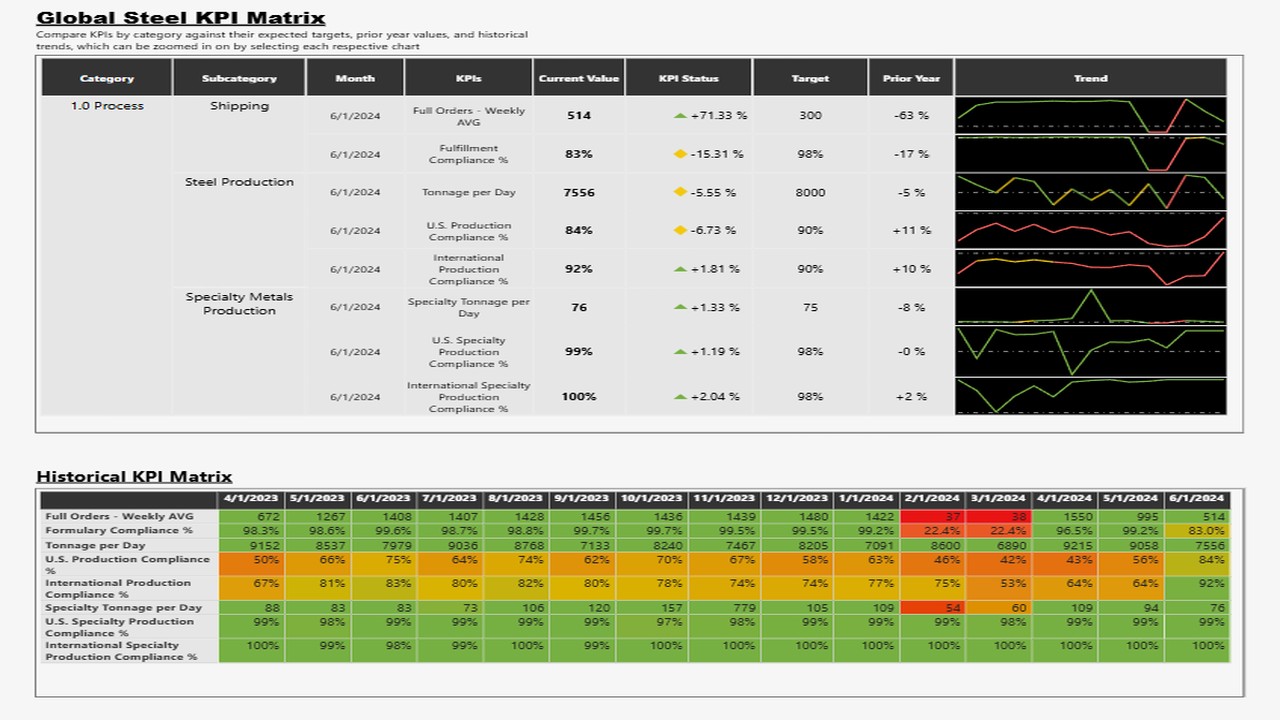 Global Steel KPI Matrix
Compare KPIs by category against their expected targets, prior year values, and historical
trends, which can be zoomed in on by selecting each respective chart
Category Subcategory Month KPIs Current Value KPI Status Target Prior Year Trend
1.0 Process Shipping 6/1/2024 Full Orders - Weekly
AVG 514 +71.33 % 300 -63 %
6/1/2024 Fulfillment
Compliance % 83% -15.31 % 98% -17 %
Steel Production 6/1/2024 Tonnage per Day 7556 -5.55 % 8000 -5 %
6/1/2024 U.S. Production
Compliance % 84% -6.73 % 90% +11 %
6/1/2024 International
Production
Compliance % 92% +1.81 % 90% +10 %
Specialty Metals
Production 6/1/2024 Specialty Tonnage per
Day 76 +1.33 % 75 -8 %
6/1/2024 U.S. Specialty
Production
Compliance % 99% +1.19 % 98% -0 %
6/1/2024 International Specialty
Production
Compliance % 100% +2.04 % 98% +2 %
Historical KPI Matrix
4/1/2023 5/1/2023 6/1/2023 7/1/2023 8/1/2023 9/1/2023 10/1/2023 11/1/2023 12/1/2023 1/1/2024 2/1/2024 3/1/2024 4/1/2024 5/1/2024 6/1/2024
Full Orders - Weekly AVG 672 1267 1408 1407 1428 1456 1436 1439 1480 1422 37 38 1550 995 514
Formulary Compliance % 98.3% 98.6% 99.6% 98.7% 98.8% 99.7% 99.7% 99.5% 99.5% 99.2% 22.4% 22.4% 96.5% 99.2% 83.0%
Tonnage per Day 9152 8537 7979 9036 8768 7133 8240 7467 8205 7091 8600 6890 9215 9058 7556
U.S. Production Compliance
% 50% 66% 75% 64% 74% 62% 70% 67% 58% 63% 46% 42% 43% 56% 84%
International Production
Compliance % 67% 81% 83% 80% 82% 80% 78% 74% 74% 77% 75% 53% 64% 64% 92%
Specialty Tonnage per Day 88 83 83 73 106 120 157 779 105 109 54 60 109 94 76
U.S. Specialty Production
Compliance % 99% 98% 99% 99% 99% 99% 97% 98% 99% 99% 99% 98% 99% 99% 99%
International Specialty
Production Compliance % 100% 99% 98% 99% 100% 99% 100% 100% 100% 100% 100% 100% 100% 100% 100%